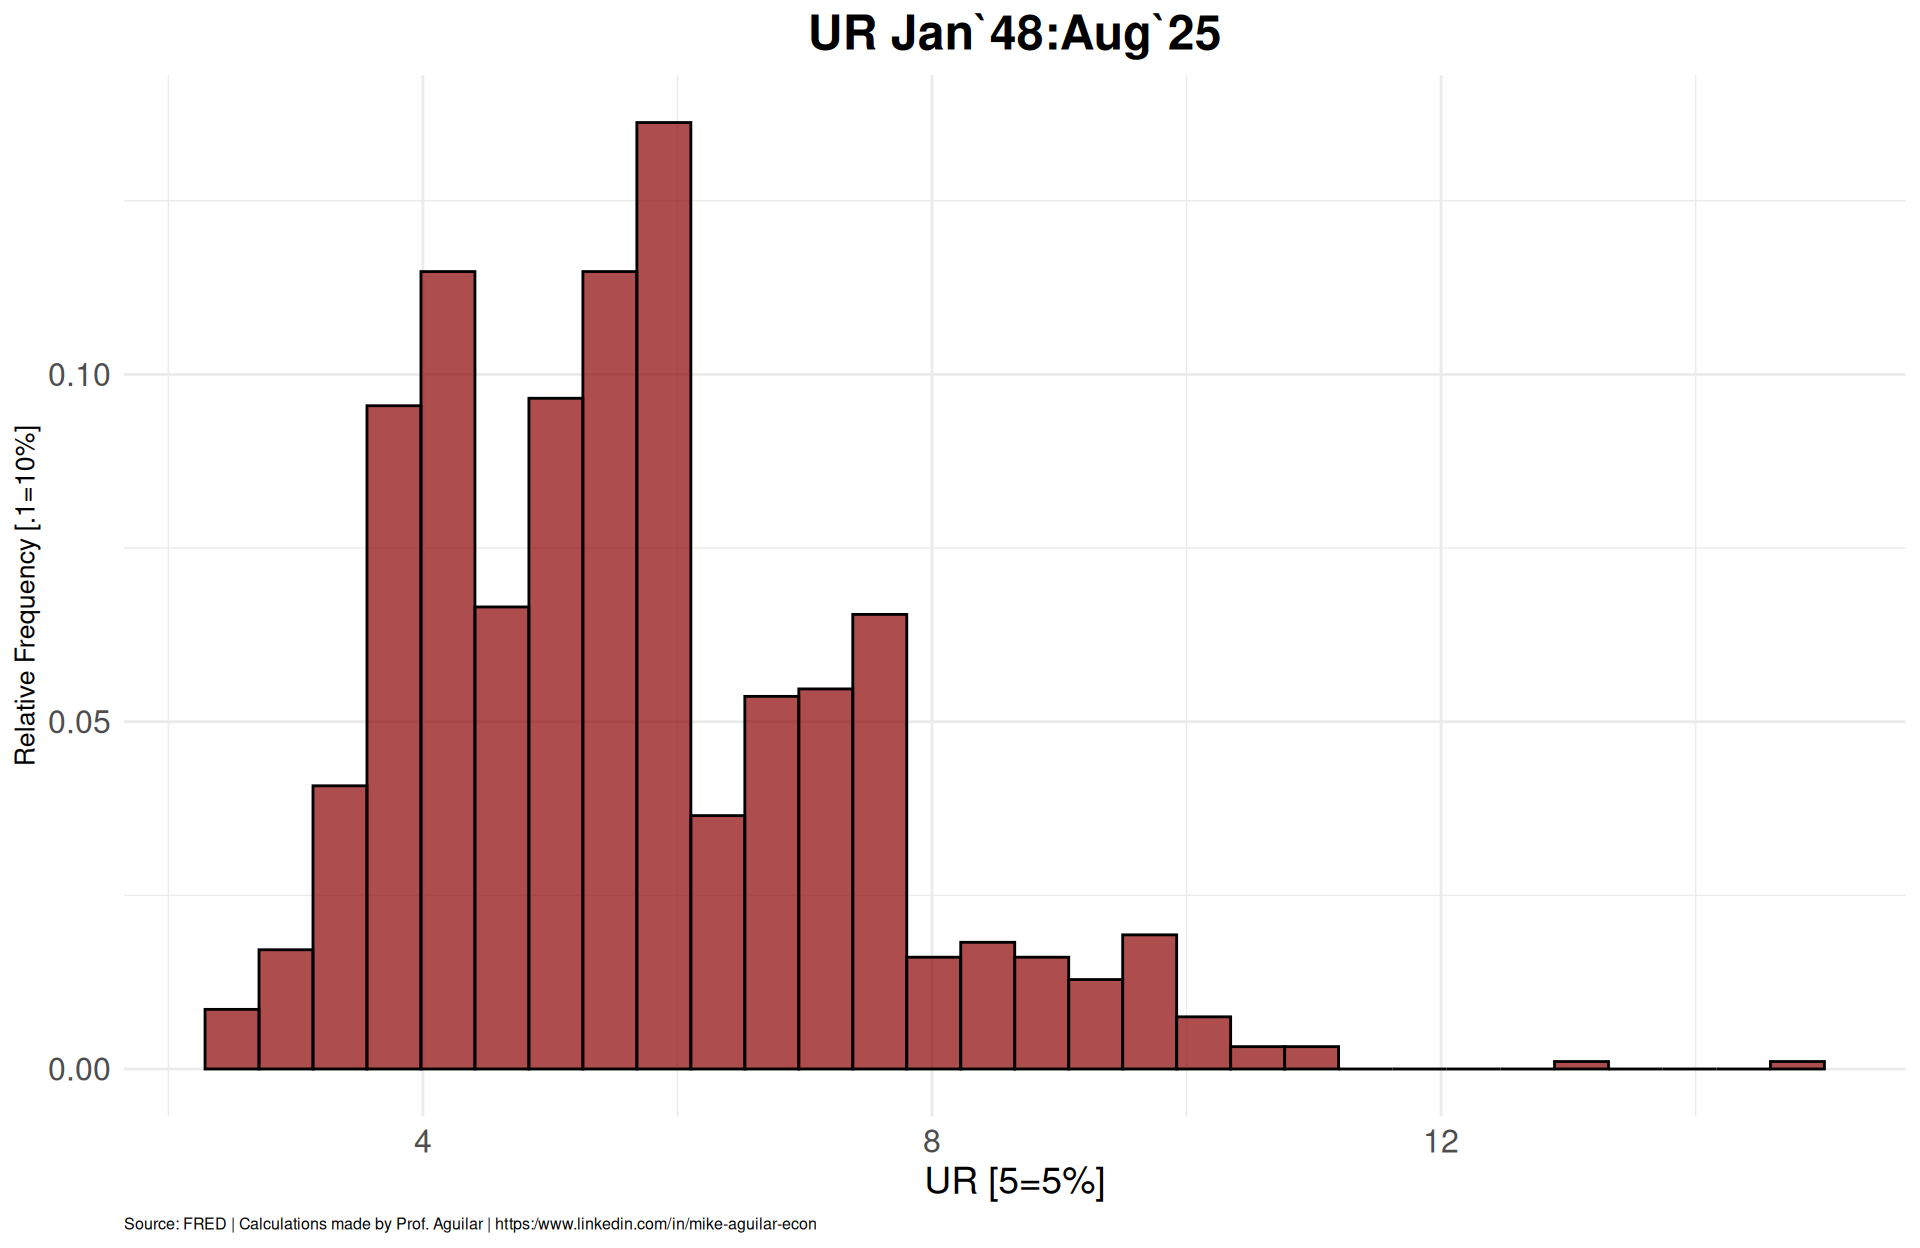 UR Jan`48:Aug`25
Relative Frequency [.1=10%]
0.10
0.05
0.00
4 8 12
UR [5=5%]
Source: FRED | Calculations made by Prof. Aguilar | https:/www.linkedin.com/in/mike-aguilar-econ